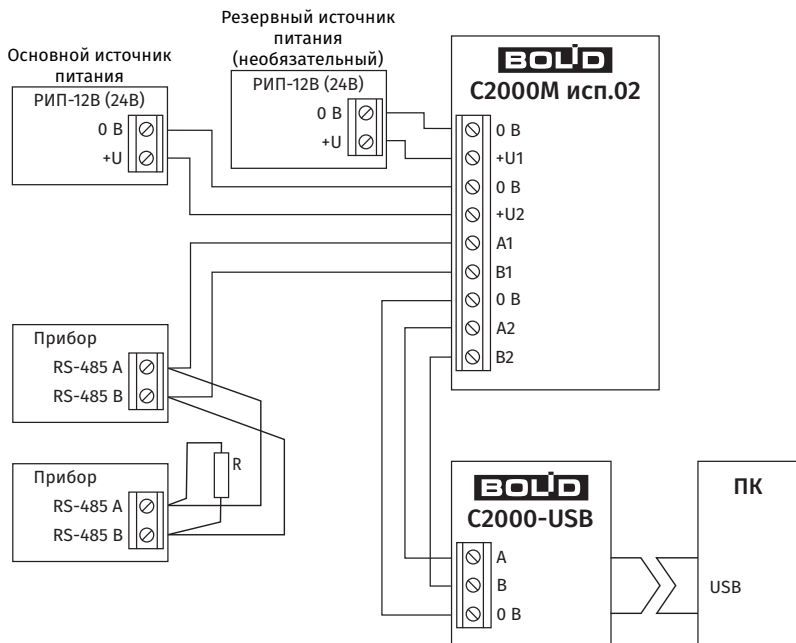 Резервный источник
питания
(необязательный)
Основной источник
питания
РИП-12В (24В)
0 В
+U
РИП-12В (24В)
0 В
+U
BOLID
С2000М исп.02
0 В
+U1
0 В
+U2
A1
B1
0 В
A2
B2
Прибор
RS-485 A
RS-485 B
Прибор
RS-485 A
RS-485 B
R
BOLID
С2000-USB
A
B
0 В
ПК
USB